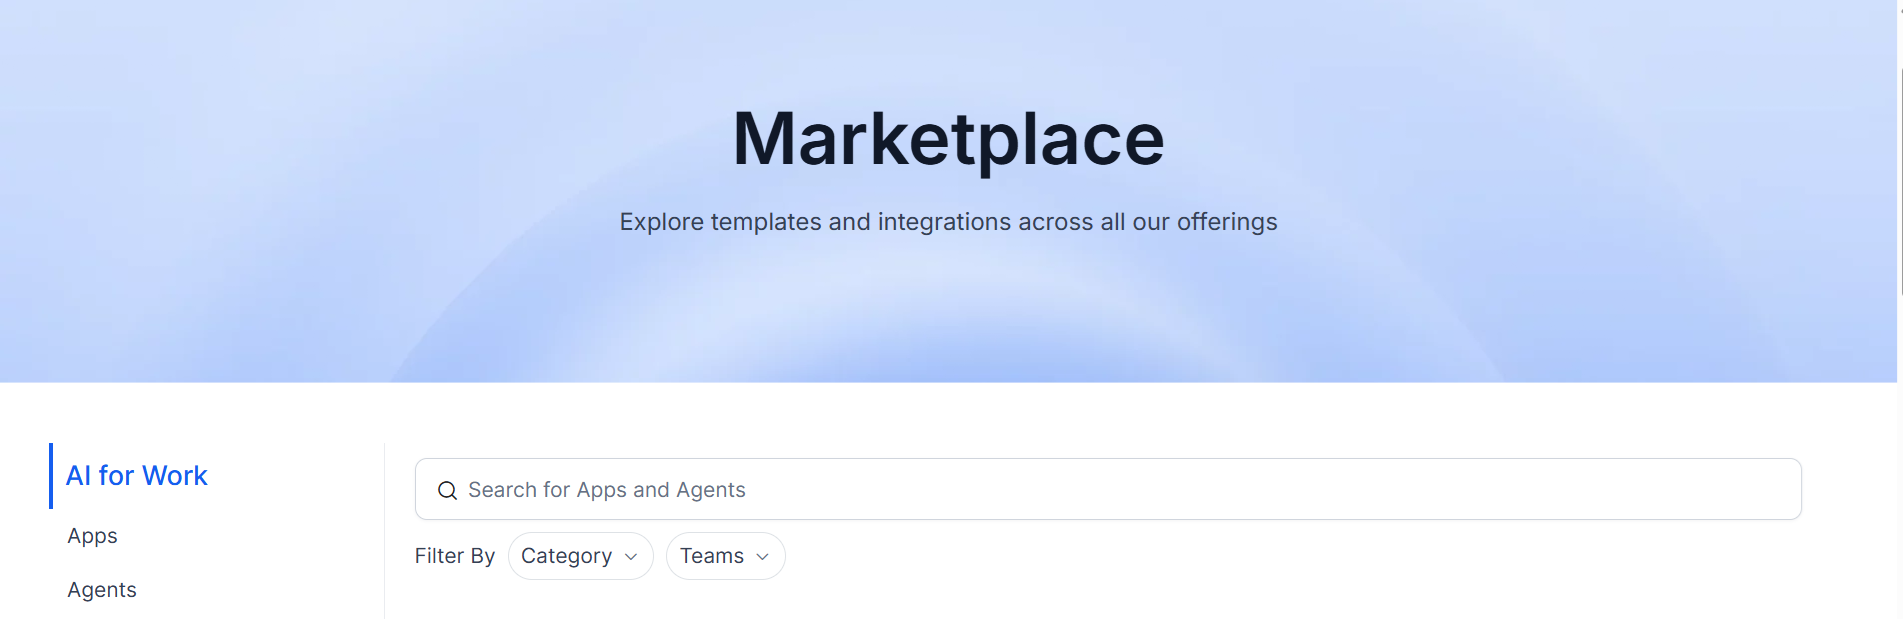 Marketplace
Explore templates and integrations across all our offerings
AI for Work
Apps
Agents
Search for Apps and Agents
Filter By Category Teams